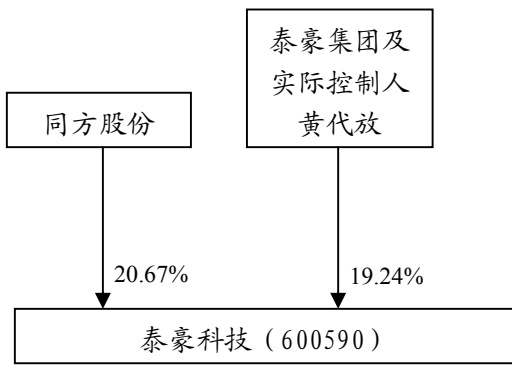 同方股份
泰豪集团及
实际控制人
黄代放
20.67%
19.24%
泰豪科技（600590）